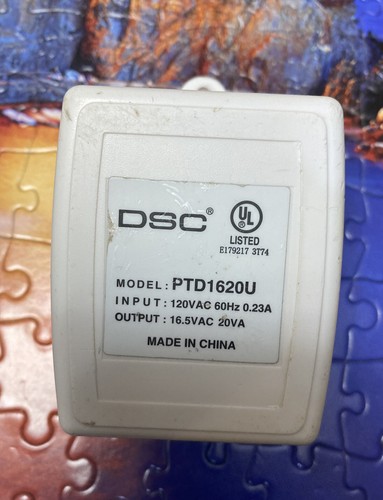 DSC®
UL
LISTED
E179217 3T74
MODEL: PTD1620U
INPUT: 120VAC 60Hz 0.23A
OUTPUT: 16.5VAC 20VA
MADE IN CHINA